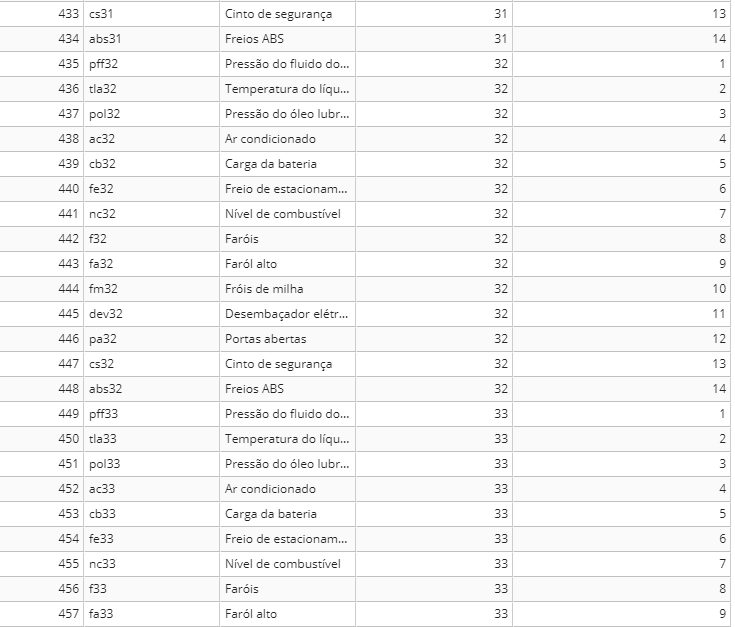 433 cs31 Cinto de segurança 31 13
434 abs31 Freios ABS 31 14
435 pff32 Pressão do fluido do... 32 1
436 tla32 Temperatura do líqu... 32 2
437 pol32 Pressão do óleo lubr... 32 3
438 ac32 Ar condicionado 32 4
439 cb32 Carga da bateria 32 5
440 fe32 Freio de estacionam... 32 6
441 nc32 Nível de combustível 32 7
442 f32 Faróis 32 8
443 fa32 Faról alto 32 9
444 fm32 Fróis de milha 32 10
445 dev32 Desembaçador elétr... 32 11
446 pa32 Portas abertas 32 12
447 cs32 Cinto de segurança 32 13
448 abs32 Freios ABS 32 14
449 pff33 Pressão do fluido do... 33 1
450 tla33 Temperatura do líqu... 33 2
451 pol33 Pressão do óleo lubr... 33 3
452 ac33 Ar condicionado 33 4
453 cb33 Carga da bateria 33 5
454 fe33 Freio de estacionam... 33 6
455 nc33 Nível de combustível 33 7
456 f33 Faróis 33 8
457 fa33 Faról alto 33 9